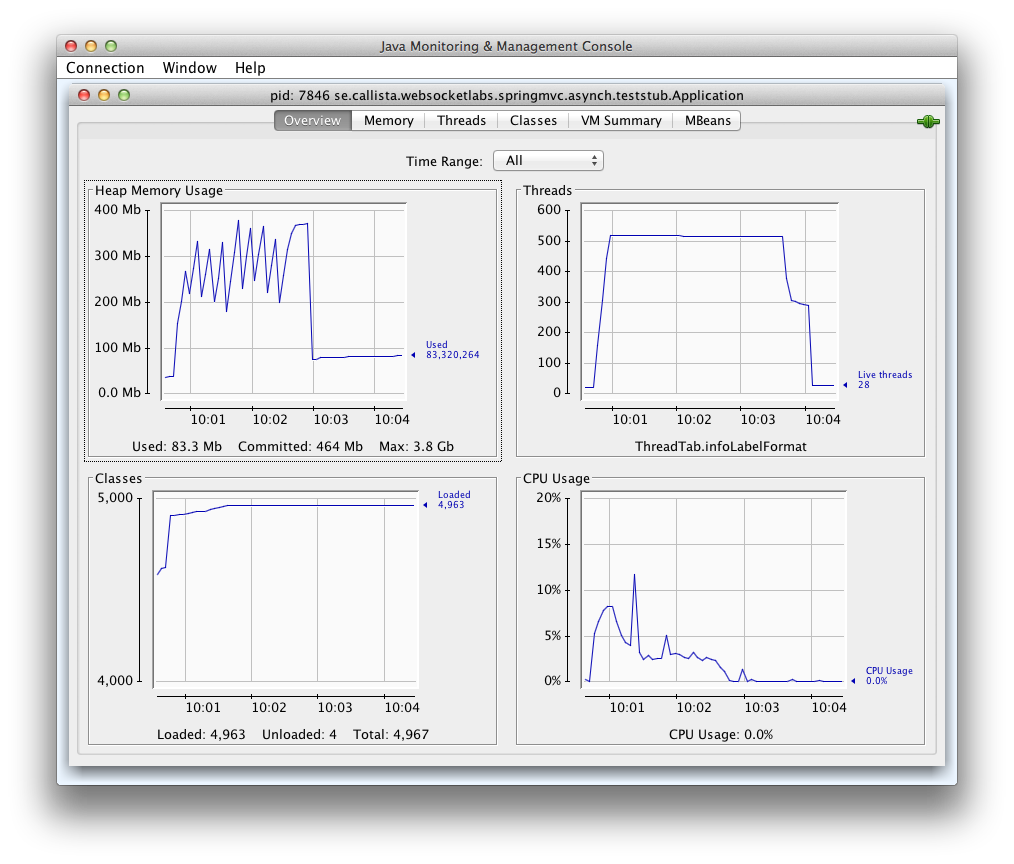 Java Monitoring & Management Console
Connection Window Help
pid: 7846 se.callista.websocketlabs.springmvc.asynch.teststub.Application
Overview Memory Threads Classes VM Summary MBeans
Time Range: All
Heap Memory Usage
400 Mb
300 Mb
200 Mb
100 Mb
0.0 Mb
Used
83,320,264
10:01 10:02 10:03 10:04
Used: 83.3 Mb Committed: 464 Mb Max: 3.8 Gb
Threads
600
500
400
300
200
100
0
Live threads
28
10:01 10:02 10:03 10:04
ThreadTab.infoLabelFormat
Classes
5,000
4,000
Loaded
4,963
10:01 10:02 10:03 10:04
Loaded: 4,963 Unloaded: 4 Total: 4,967
CPU Usage
20%
15%
10%
5%
0%
CPU Usage
0.0%
10:01 10:02 10:03 10:04
CPU Usage: 0.0%